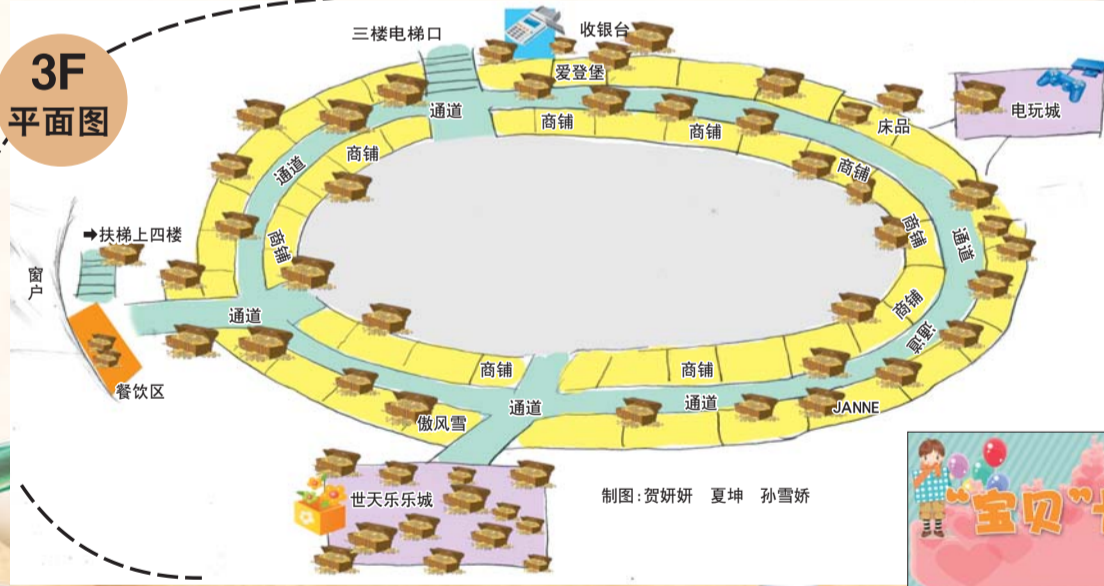 3F
平面图
三楼电梯口
收银台
爱登堡
通道
商铺
商铺
床品
电玩城
商铺
通道
商铺
商铺
商铺
通道
➡扶梯上四楼
窗户
通道
商铺
通道
餐饮区
商铺
商铺
通道
通道
JANNE
傲风雪
世天乐乐城
制图:贺妍妍 夏坤 孙雪娇
"宝贝"